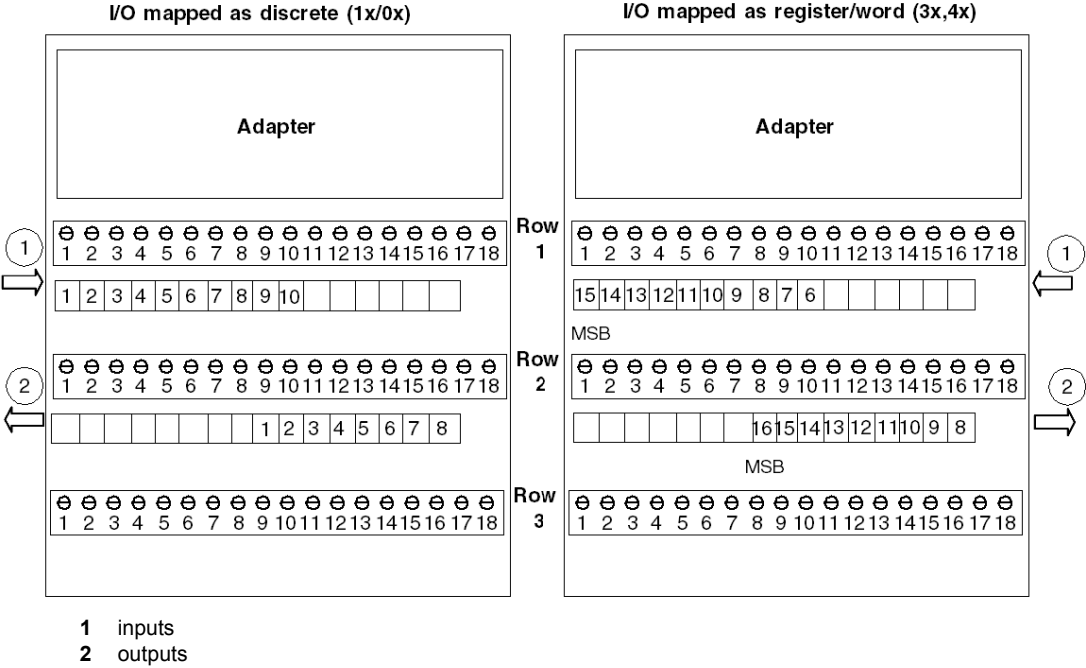 I/O mapped as discrete (1x/0x)
I/O mapped as register/word (3x,4x)
Adapter
Adapter
Row 1
1
1 2 3 4 5 6 7 8 9 10 11 12 13 14 15 16 17 18
1 2 3 4 5 6 7 8 9 10 11 12 13 14 15 16 17 18
1
1 2 3 4 5 6 7 8 9 10
15 14 13 12 11 10 9 8 7 6
MSB
Row 2
2
1 2 3 4 5 6 7 8 9 10 11 12 13 14 15 16 17 18
1 2 3 4 5 6 7 8 9 10 11 12 13 14 15 16 17 18
2
1 2 3 4 5 6 7 8
16 15 14 13 12 11 10 9 8
MSB
Row 3
1 2 3 4 5 6 7 8 9 10 11 12 13 14 15 16 17 18
1 2 3 4 5 6 7 8 9 10 11 12 13 14 15 16 17 18
1 inputs
2 outputs